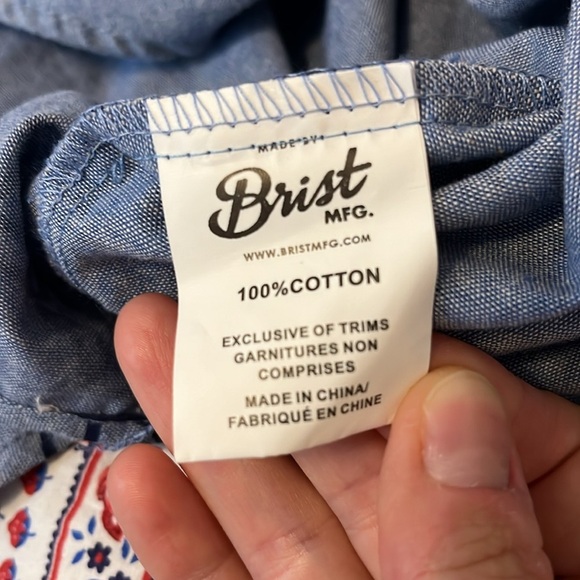 MADE BY
Brist
MFG.
WWW.BRISTMFG.COM
100%COTTON
EXCLUSIVE OF TRIMS
GARNITURES NON
COMPRISES
MADE IN CHINA/
FABRIQUÉ EN CHINE